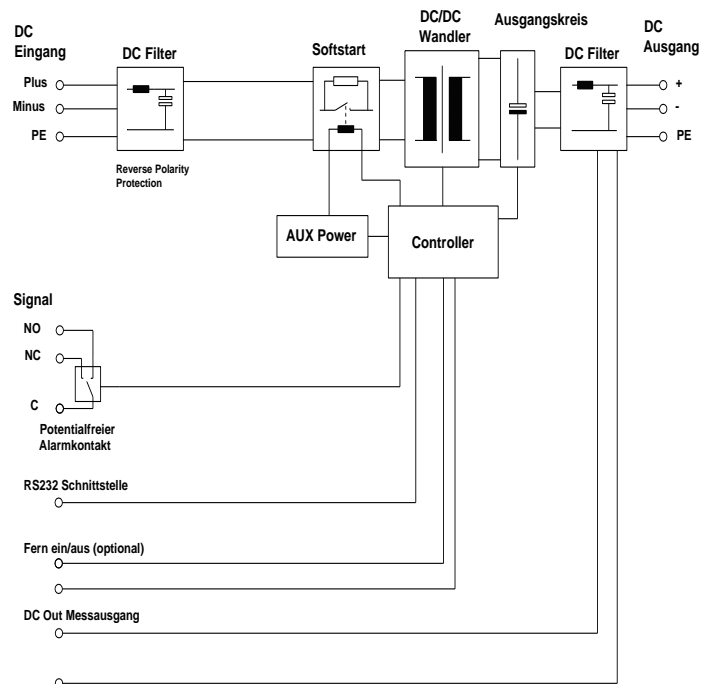 DC
Eingang
DC Filter
Softstart
DC/DC
Wandler
Ausgangskreis
DC Filter
DC
Ausgang
Plus
Minus
PE
+
-
PE
Reverse Polarity
Protection
AUX Power
Controller
Signal
NO
NC
C
Potentialfreier
Alarmkontakt
RS232 Schnittstelle
Fern ein/aus (optional)
DC Out Messausgang